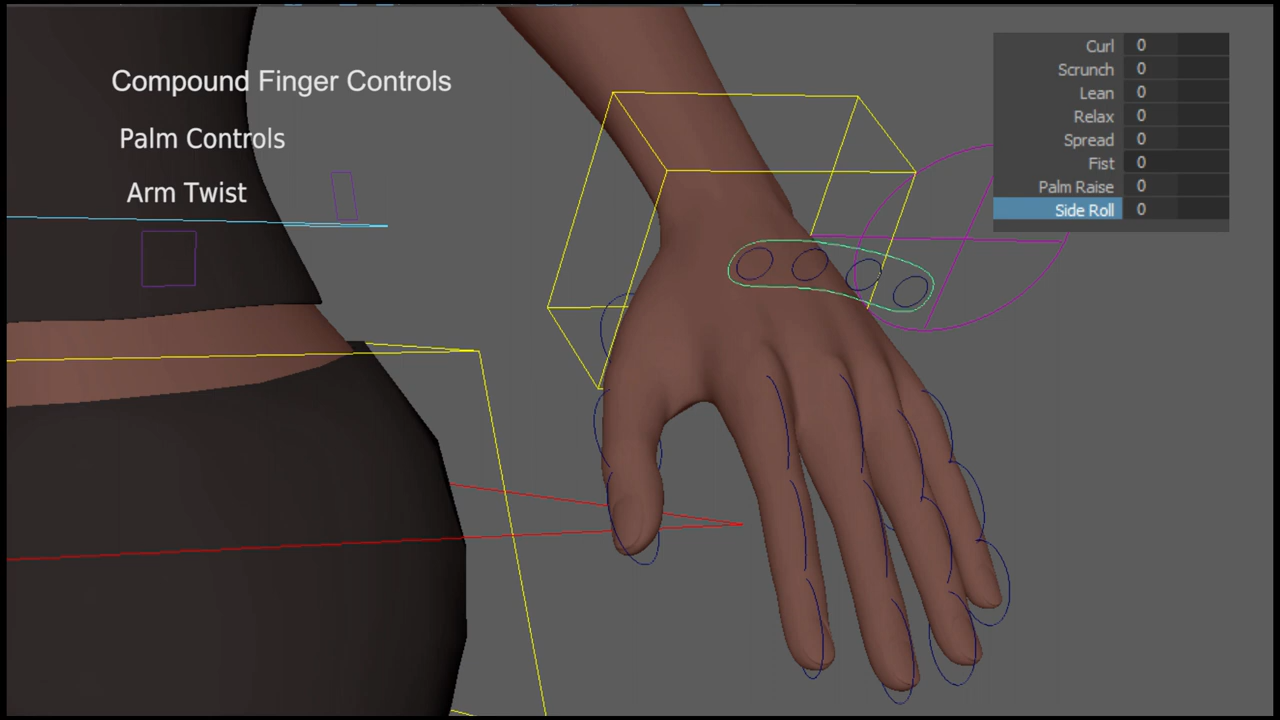 Compound Finger Controls
Palm Controls
Arm Twist
Curl 0
Scrunch 0
Lean 0
Relax 0
Spread 0
Fist 0
Palm Raise 0
Side Roll 0